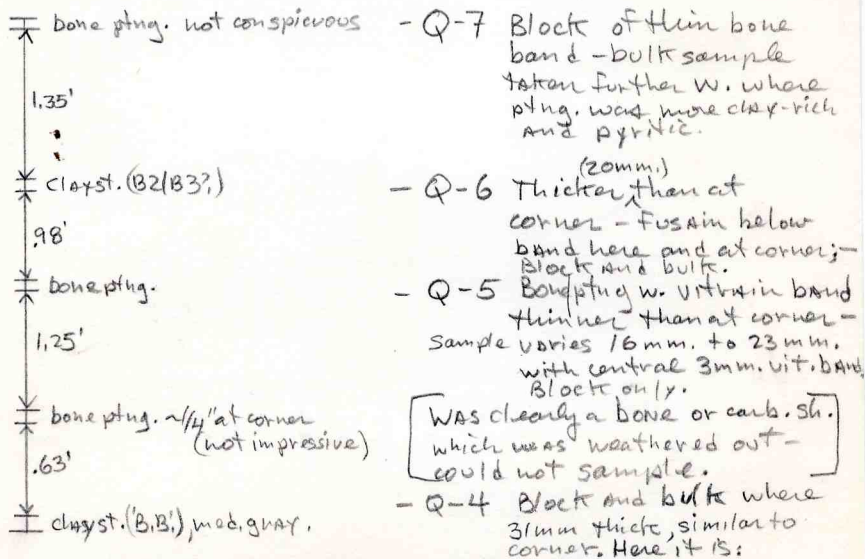 bone ptng. not conspicuous - Q-7 Block of thin bone
band - bulk sample
taken further W. where
ptng. was more clay-rich
and pyritic.
1.35'
(20mm.)
clayst. (B2/B3?) - Q-6 Thicker ^ than at
corner - fusain below
band here and at corner; -
Block and bulk.
.98'
bone ptng. - Q-5 Bone ptng w. vitrain band
thinner than at corner -
Sample varies 16mm. to 23mm.
with central 3mm. vit. band.
Block only.
1.25'
bone ptng. ~1/4" at corner
(not impressive)
[was clearly a bone or carb. sh.
which was weathered out -
could not sample.]
.63'
clayst. ('B.B.'), med. gray. - Q-4 Block and bulk where
31mm thick, similar to
corner. Here it is: